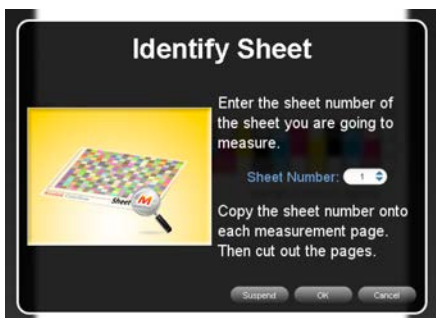 Identify Sheet
Enter the sheet number of
the sheet you are going to
measure.
Sheet Number: 1
Sheet M
Copy the sheet number onto
each measurement page.
Then cut out the pages.
Suspend OK Cancel